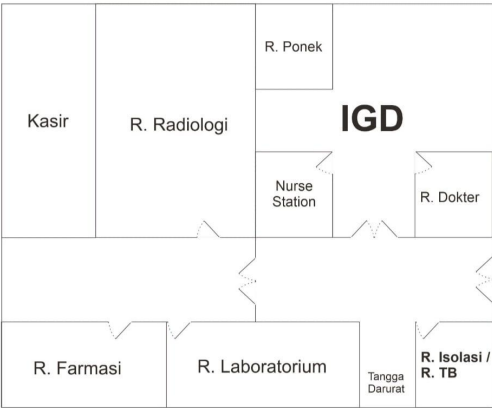 R. Ponek
Kasir
R. Radiologi
IGD
Nurse
Station
R. Dokter
R. Farmasi
R. Laboratorium
Tangga
Darurat
R. Isolasi /
R. TB